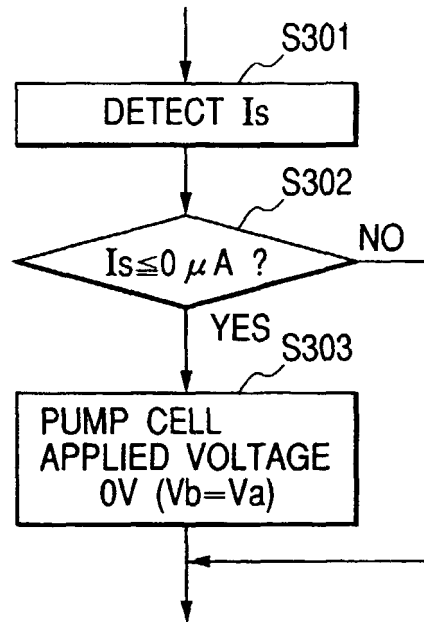 S301
DETECT Is
S302
Is≦0 μA ?
NO
YES
S303
PUMP CELL
APPLIED VOLTAGE
0V (Vb=Va)